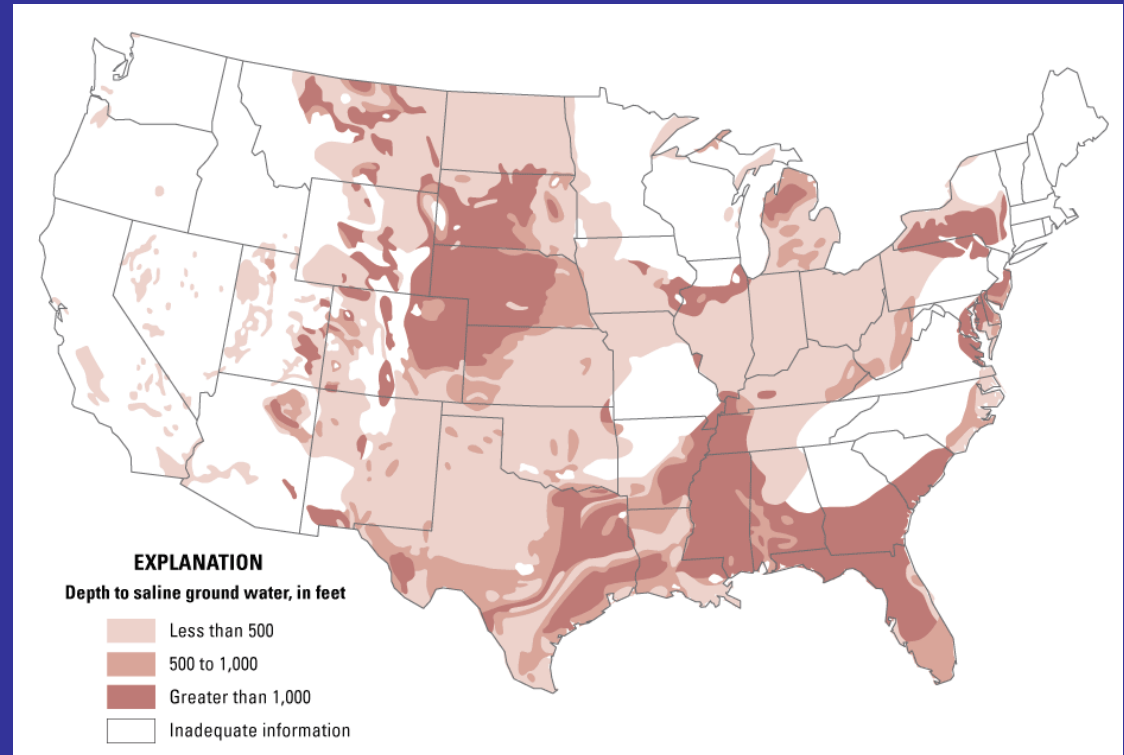 EXPLANATION
Depth to saline ground water, in feet
Less than 500
500 to 1,000
Greater than 1,000
Inadequate information